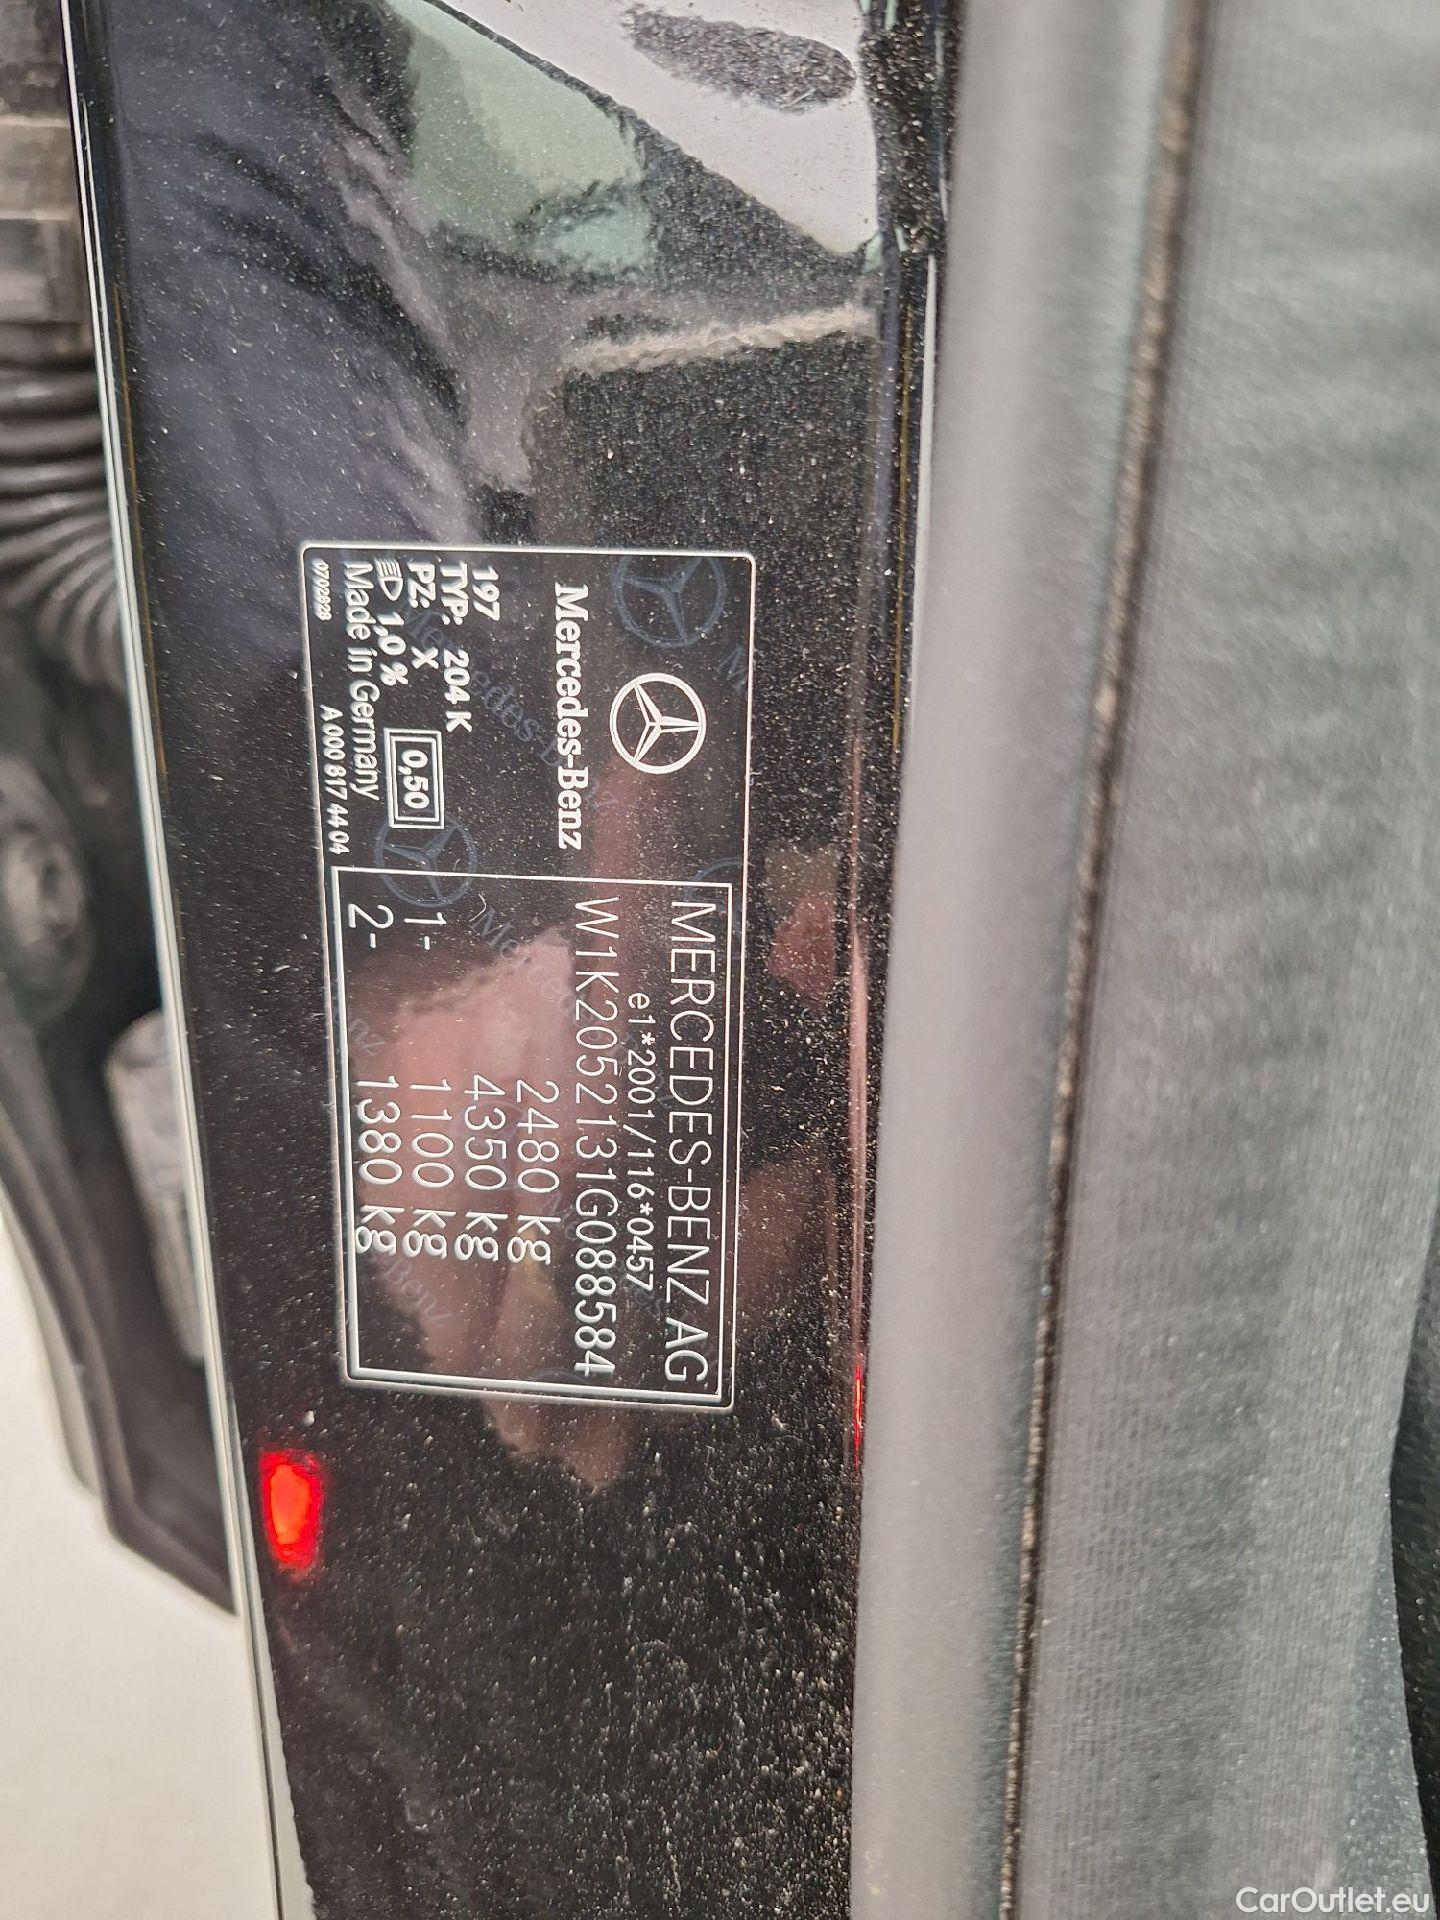 Mercedes-Benz
197
TYP: 204 K
PZ: X
1,0 %
0,50
Made in Germany
0702828
A 000 817 44 04
MERCEDES-BENZ AG
e1*2001/116*0457
W1K2052131G088584
2480 kg
4350 kg
1- 1100 kg
2- 1380 kg
CarOutlet.eu